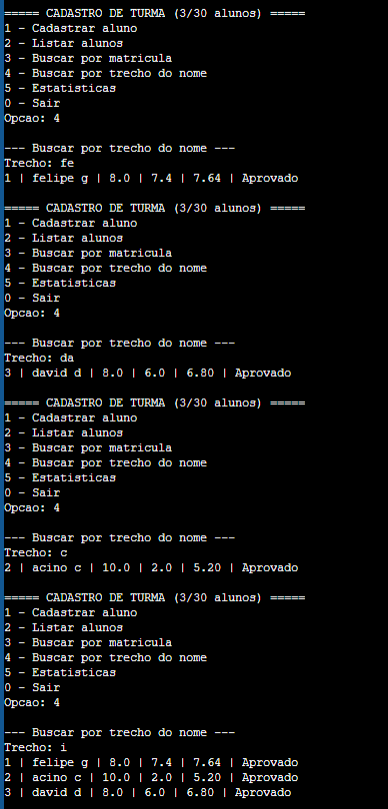 ===== CADASTRO DE TURMA (3/30 alunos) =====
1 - Cadastrar aluno
2 - Listar alunos
3 - Buscar por matricula
4 - Buscar por trecho do nome
5 - Estatisticas
0 - Sair
Opcao: 4

--- Buscar por trecho do nome ---
Trecho: fe
1 | felipe g | 8.0 | 7.4 | 7.64 | Aprovado

===== CADASTRO DE TURMA (3/30 alunos) =====
1 - Cadastrar aluno
2 - Listar alunos
3 - Buscar por matricula
4 - Buscar por trecho do nome
5 - Estatisticas
0 - Sair
Opcao: 4

--- Buscar por trecho do nome ---
Trecho: da
3 | david d | 8.0 | 6.0 | 6.80 | Aprovado

===== CADASTRO DE TURMA (3/30 alunos) =====
1 - Cadastrar aluno
2 - Listar alunos
3 - Buscar por matricula
4 - Buscar por trecho do nome
5 - Estatisticas
0 - Sair
Opcao: 4

--- Buscar por trecho do nome ---
Trecho: c
2 | acino c | 10.0 | 2.0 | 5.20 | Aprovado

===== CADASTRO DE TURMA (3/30 alunos) =====
1 - Cadastrar aluno
2 - Listar alunos
3 - Buscar por matricula
4 - Buscar por trecho do nome
5 - Estatisticas
0 - Sair
Opcao: 4

--- Buscar por trecho do nome ---
Trecho: i
1 | felipe g | 8.0 | 7.4 | 7.64 | Aprovado
2 | acino c | 10.0 | 2.0 | 5.20 | Aprovado
3 | david d | 8.0 | 6.0 | 6.80 | Aprovado